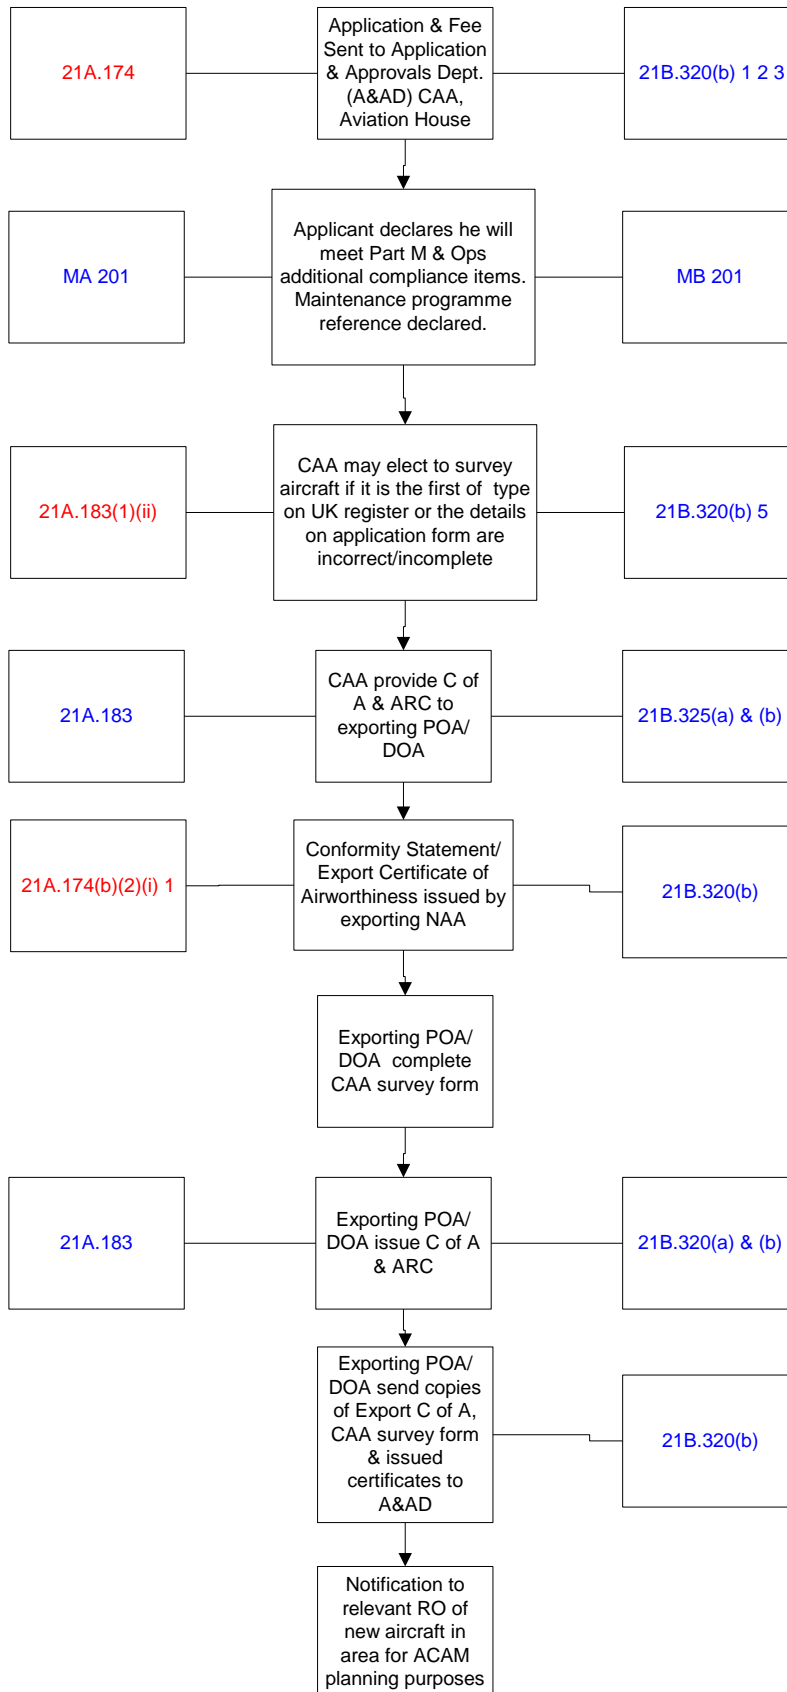 21A.174
Application & Fee
Sent to Application
& Approvals Dept.
(A&AD) CAA,
Aviation House
21B.320(b) 1 2 3
MA 201
Applicant declares he will
meet Part M & Ops
additional compliance items.
Maintenance programme
reference declared.
MB 201
21A.183(1)(ii)
CAA may elect to survey
aircraft if it is the first of type
on UK register or the details
on application form are
incorrect/incomplete
21B.320(b) 5
21A.183
CAA provide C of
A & ARC to
exporting POA/
DOA
21B.325(a) & (b)
21A.174(b)(2)(i) 1
Conformity Statement/
Export Certificate of
Airworthiness issued by
exporting NAA
21B.320(b)
Exporting POA/
DOA complete
CAA survey form
21A.183
Exporting POA/
DOA issue C of A
& ARC
21B.320(a) & (b)
Exporting POA/
DOA send copies
of Export C of A,
CAA survey form
& issued
certificates to
A&AD
21B.320(b)
Notification to
relevant RO of
new aircraft in
area for ACAM
planning purposes